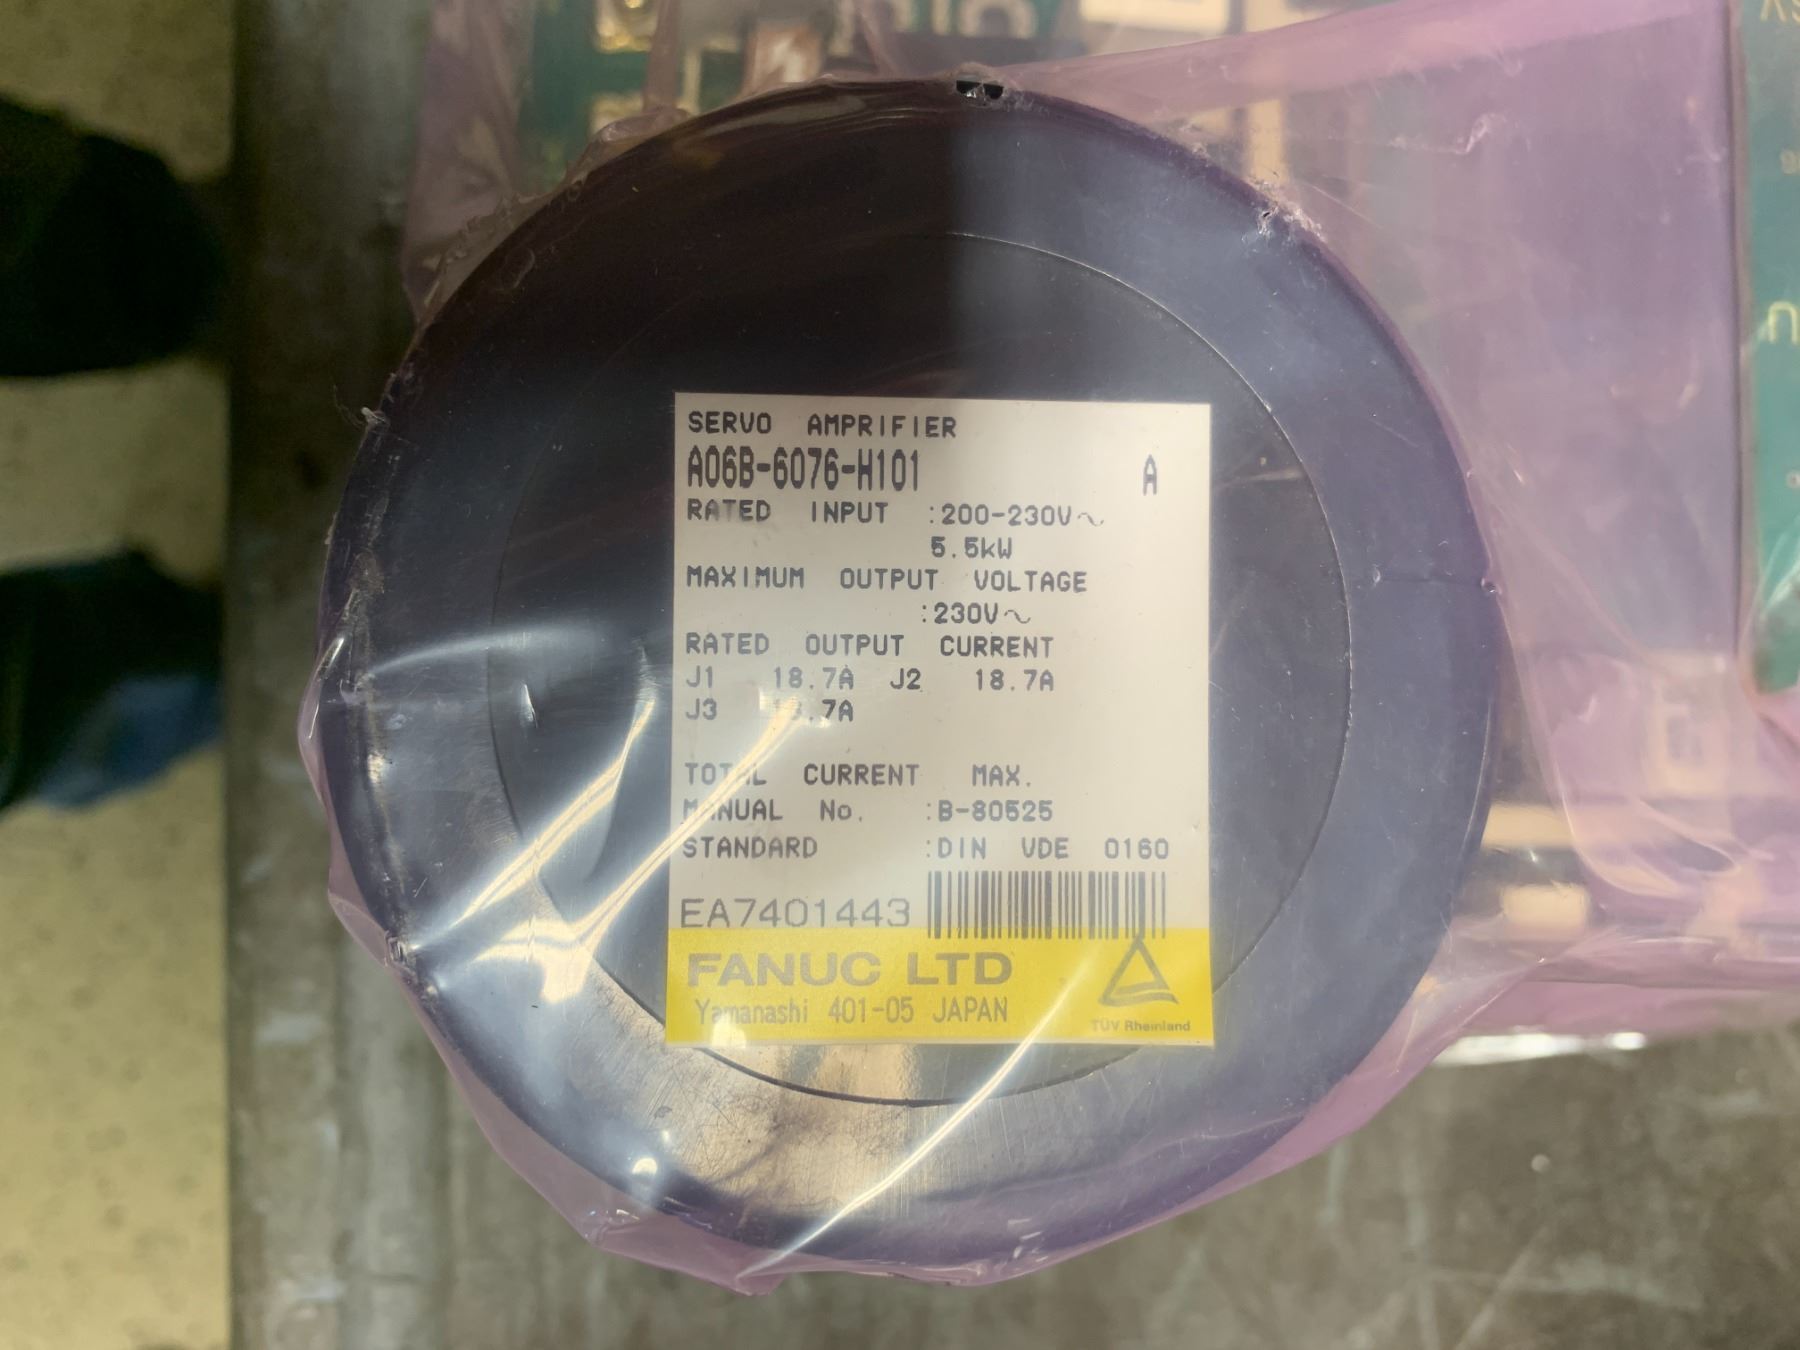 SERVO AMPRIFIER
A06B-6076-H101 A
RATED INPUT :200-230V~
5.5kW
MAXIMUM OUTPUT VOLTAGE
:230V~
RATED OUTPUT CURRENT
J1 18.7A J2 18.7A
J3 18.7A
TOTAL CURRENT MAX.
MANUAL No. :B-80525
STANDARD :DIN VDE 0160
EA7401443
FANUC LTD
Yamanashi 401-05 JAPAN
TÜV Rheinland